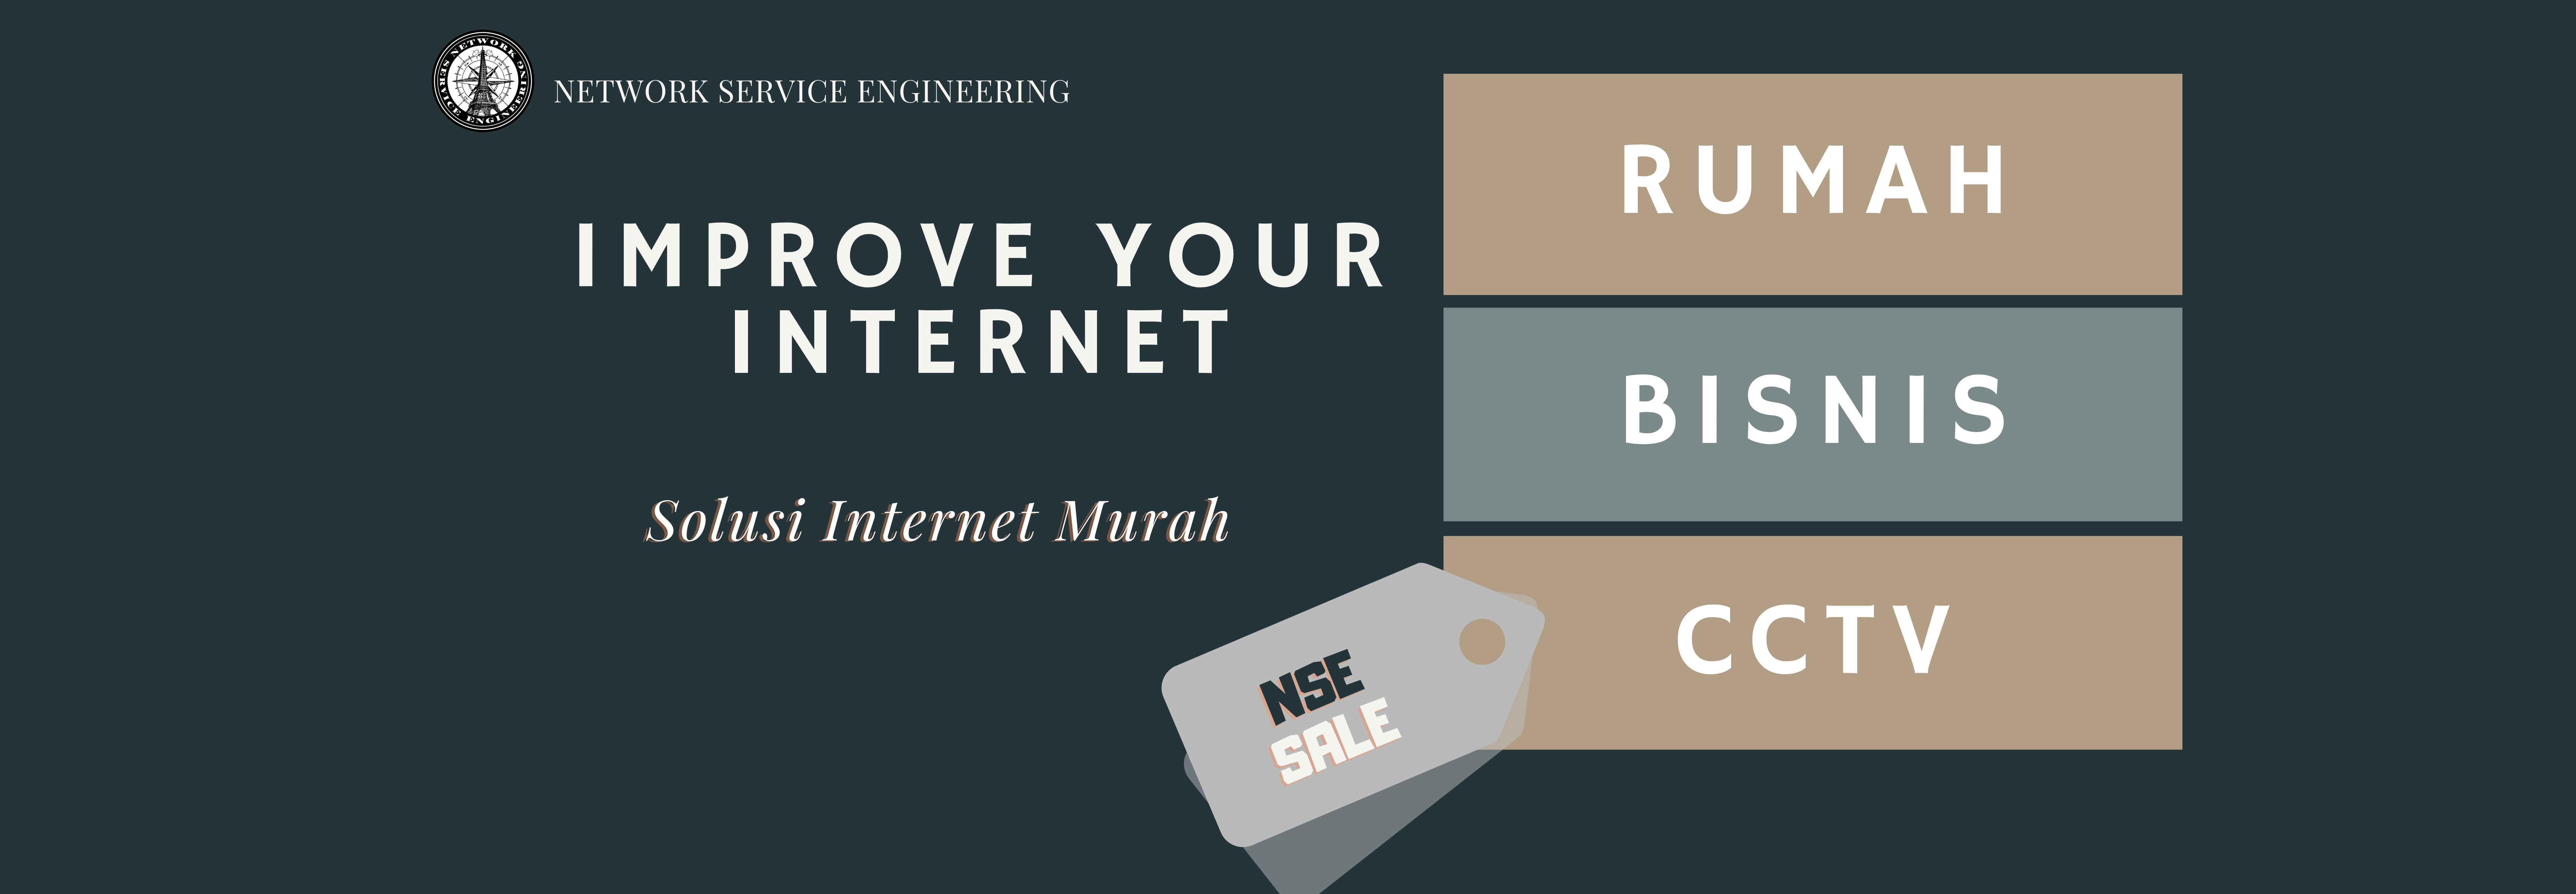 NETWORK SERVICE ENGINEERING
NETWORK SERVICE ENGINEERING
IMPROVE YOUR
INTERNET
Solusi Internet Murah
RUMAH
BISNIS
CCTV
NSE
SALE